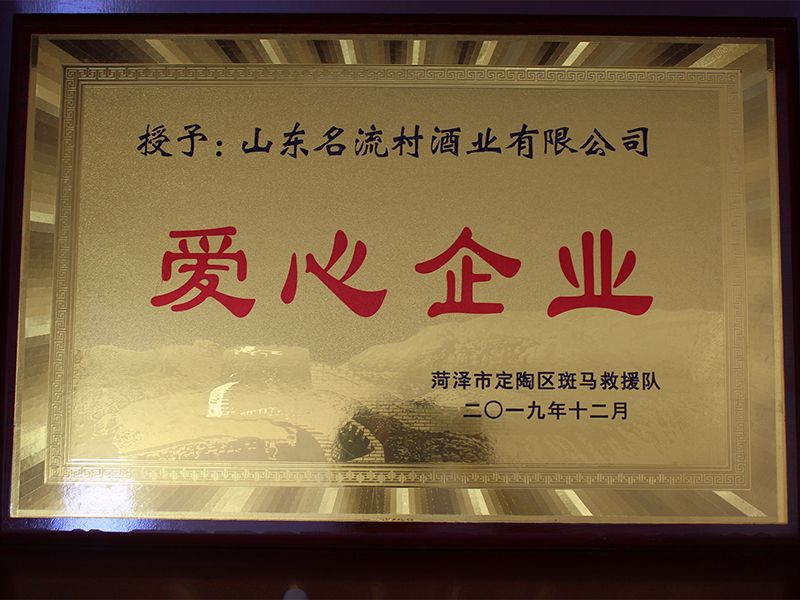 授予：山东名流村酒业有限公司
爱心企业
菏泽市定陶区斑马救援队
二〇一九年十二月